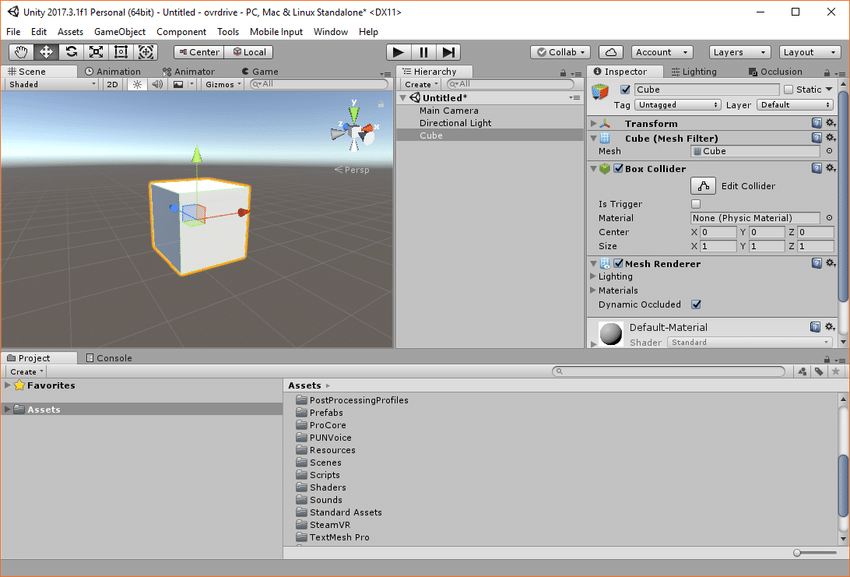 Unity 2017.3.1f1 Personal (64bit) - Untitled - ovrdrive - PC, Mac & Linux Standalone* <DX11>
File Edit Assets GameObject Component Tools Mobile Input Window Help
Center Local Collab Account Layers Layout
Scene Animation Animator Game
Shaded 2D Gizmos All
y
z
x
Persp
Hierarchy
Create All
Untitled*
Main Camera
Directional Light
Cube
Inspector Lighting Occlusion
Cube Static
Tag Untagged Layer Default
Transform
Cube (Mesh Filter)
Mesh Cube
Box Collider
Edit Collider
Is Trigger
Material None (Physic Material)
Center X 0 Y 0 Z 0
Size X 1 Y 1 Z 1
Mesh Renderer
Lighting
Materials
Dynamic Occluded
Default-Material
Shader Standard
Project Console
Create
Favorites
Assets
Assets
PostProcessingProfiles
Prefabs
ProCore
PUNVoice
Resources
Scenes
Scripts
Shaders
Sounds
Standard Assets
SteamVR
TextMesh Pro